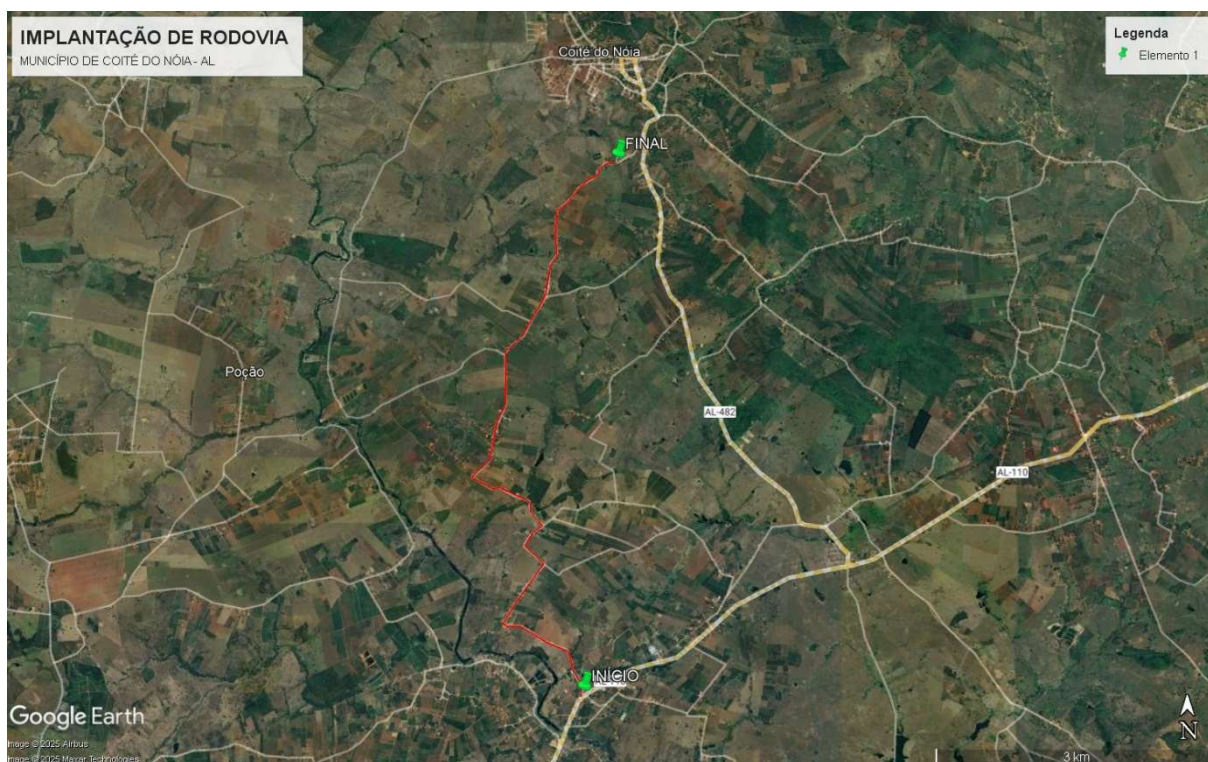 IMPLANTAÇÃO DE RODOVIA
MUNICÍPIO DE COITÉ DO NÓIA - AL
Legenda
Elemento 1
Coité do Nóia
FINAL
Poção
AL-482
AL-110
INÍCIO
Google Earth
N
Image © 2025 Airbus
Image © 2025 Maxar Technologies
3 km